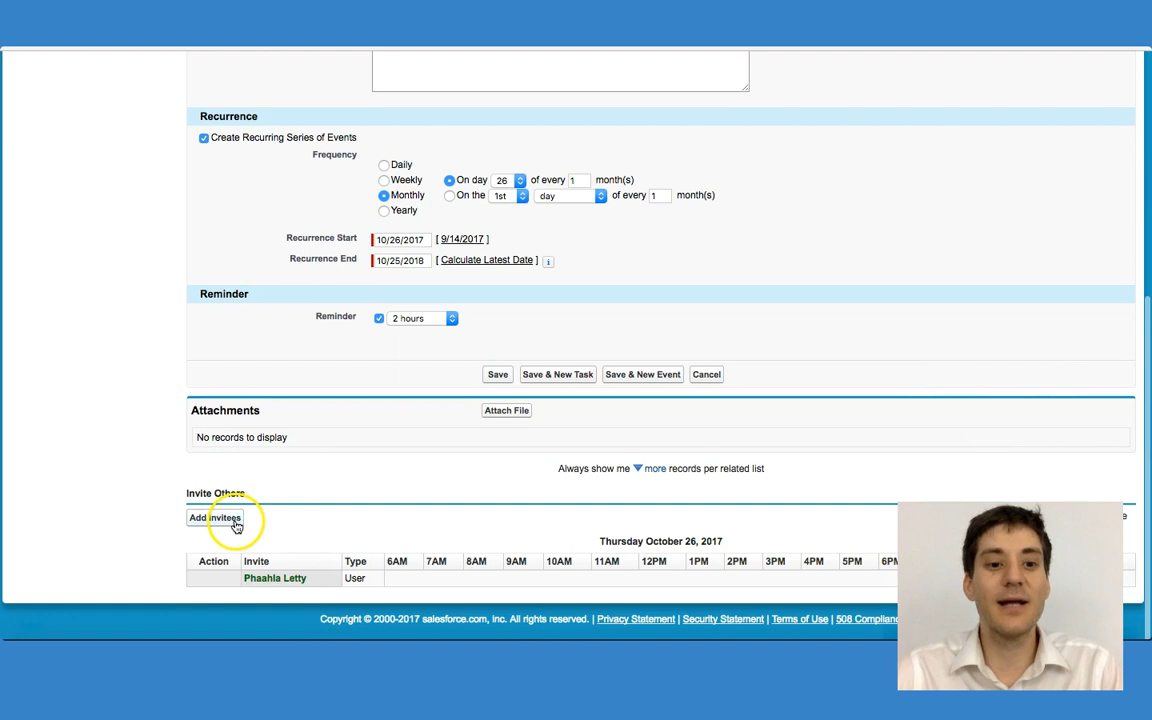 Recurrence
Create Recurring Series of Events
Frequency
Daily
Weekly
On day 26 of every 1 month(s)
Monthly
On the 1st day of every 1 month(s)
Yearly
Recurrence Start 10/26/2017 [ 9/14/2017 ]
Recurrence End 10/25/2018 [ Calculate Latest Date ] i
Reminder
Reminder 2 hours
Save Save & New Task Save & New Event Cancel
Attachments Attach File
No records to display
Always show me more records per related list
Invite Others
Add Invitees
Thursday October 26, 2017
Action Invite Type 6AM 7AM 8AM 9AM 10AM 11AM 12PM 1PM 2PM 3PM 4PM 5PM 6PM
Phaahla Letty User
Copyright © 2000-2017 salesforce.com, inc. All rights reserved. | Privacy Statement | Security Statement | Terms of Use | 508 Complian